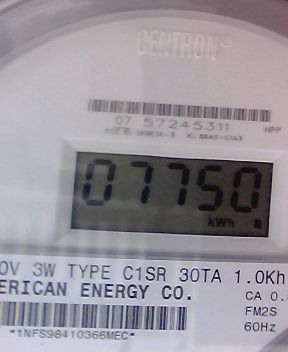 CENTRON®
07 57245311 HPP
07750
kWh
0V 3W TYPE C1SR 30TA 1.0Kh
ERICAN ENERGY CO.
CA 0.
FM2S
*1NFS98410366MEC*
60Hz